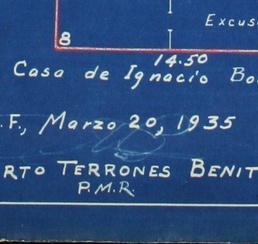 Excus
8
14.50
Casa de Ignacio Bo
.F., Marzo 20, 1935
RTO TERRONES BENIT
P.M.R.